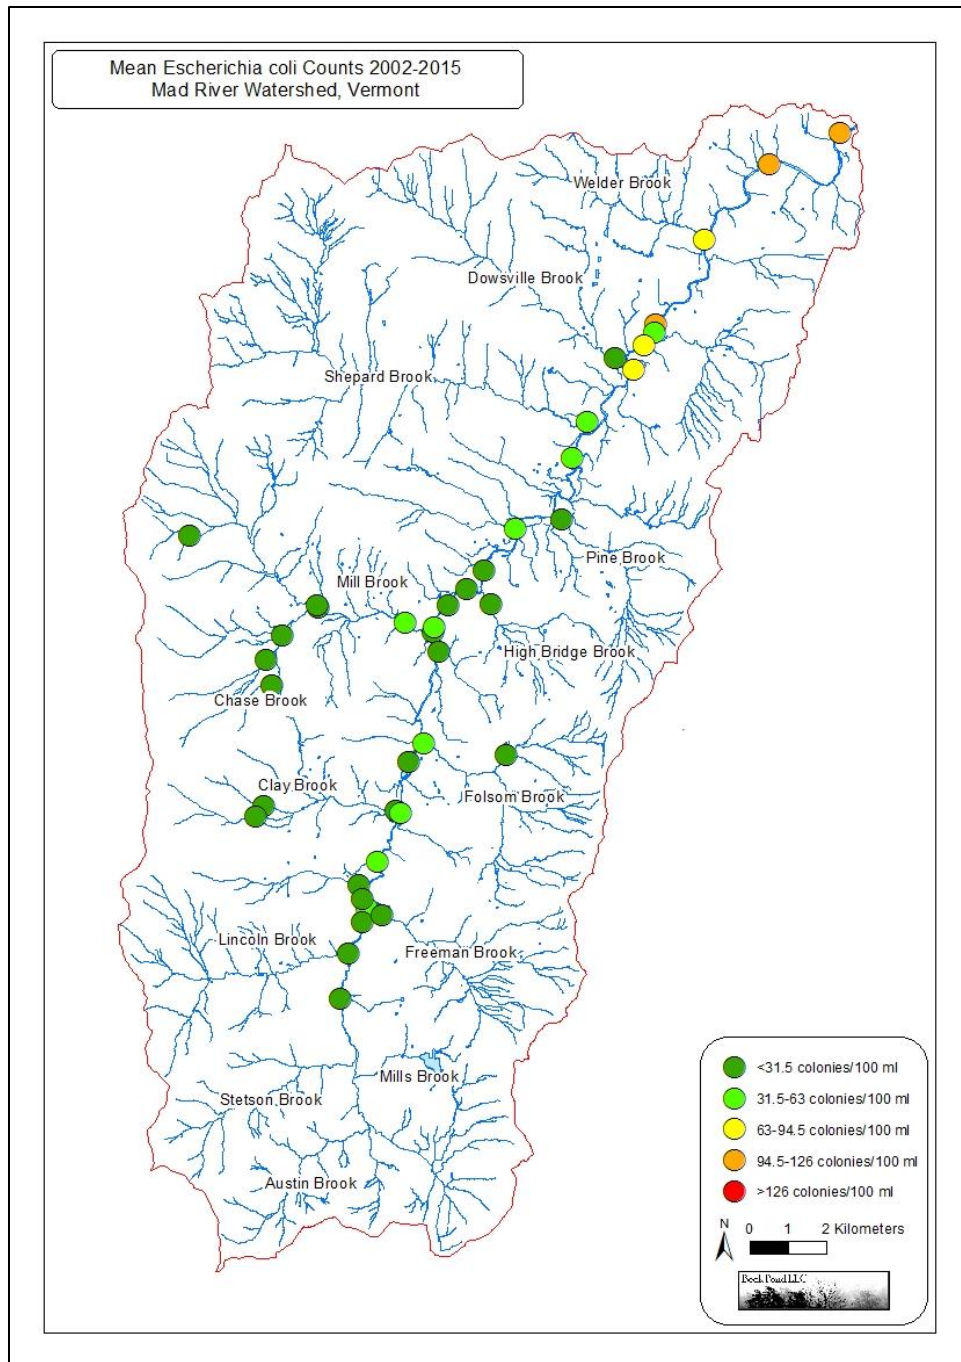 Mean Escherichia coli Counts 2002-2015
Mad River Watershed, Vermont
Welder Brook
Dowsville Brook
Shepard Brook
Pine Brook
Mill Brook
High Bridge Brook
Chase Brook
Clay Brook
Folsom Brook
Lincoln Brook
Freeman Brook
Mills Brook
Stetson Brook
Austin Brook
<31.5 colonies/100 ml
31.5-63 colonies/100 ml
63-94.5 colonies/100 ml
94.5-126 colonies/100 ml
>126 colonies/100 ml
N
0 1 2 Kilometers
Beck Pond LLC